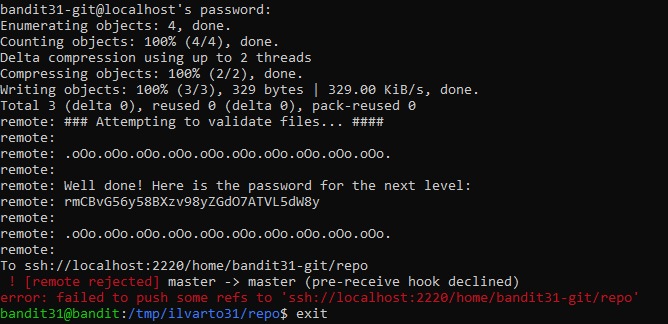 bandit31-git@localhost's password:
Enumerating objects: 4, done.
Counting objects: 100% (4/4), done.
Delta compression using up to 2 threads
Compressing objects: 100% (2/2), done.
Writing objects: 100% (3/3), 329 bytes | 329.00 KiB/s, done.
Total 3 (delta 0), reused 0 (delta 0), pack-reused 0
remote: ### Attempting to validate files... ####
remote:
remote: .oOo.oOo.oOo.oOo.oOo.oOo.oOo.oOo.oOo.oOo.
remote:
remote: Well done! Here is the password for the next level:
remote: rmCBvG56y58BXzv98yZGdO7ATVL5dW8y
remote:
remote: .oOo.oOo.oOo.oOo.oOo.oOo.oOo.oOo.oOo.oOo.
remote:
To ssh://localhost:2220/home/bandit31-git/repo
 ! [remote rejected] master -> master (pre-receive hook declined)
error: failed to push some refs to 'ssh://localhost:2220/home/bandit31-git/repo'
bandit31@bandit:/tmp/ilvarto31/repo$ exit